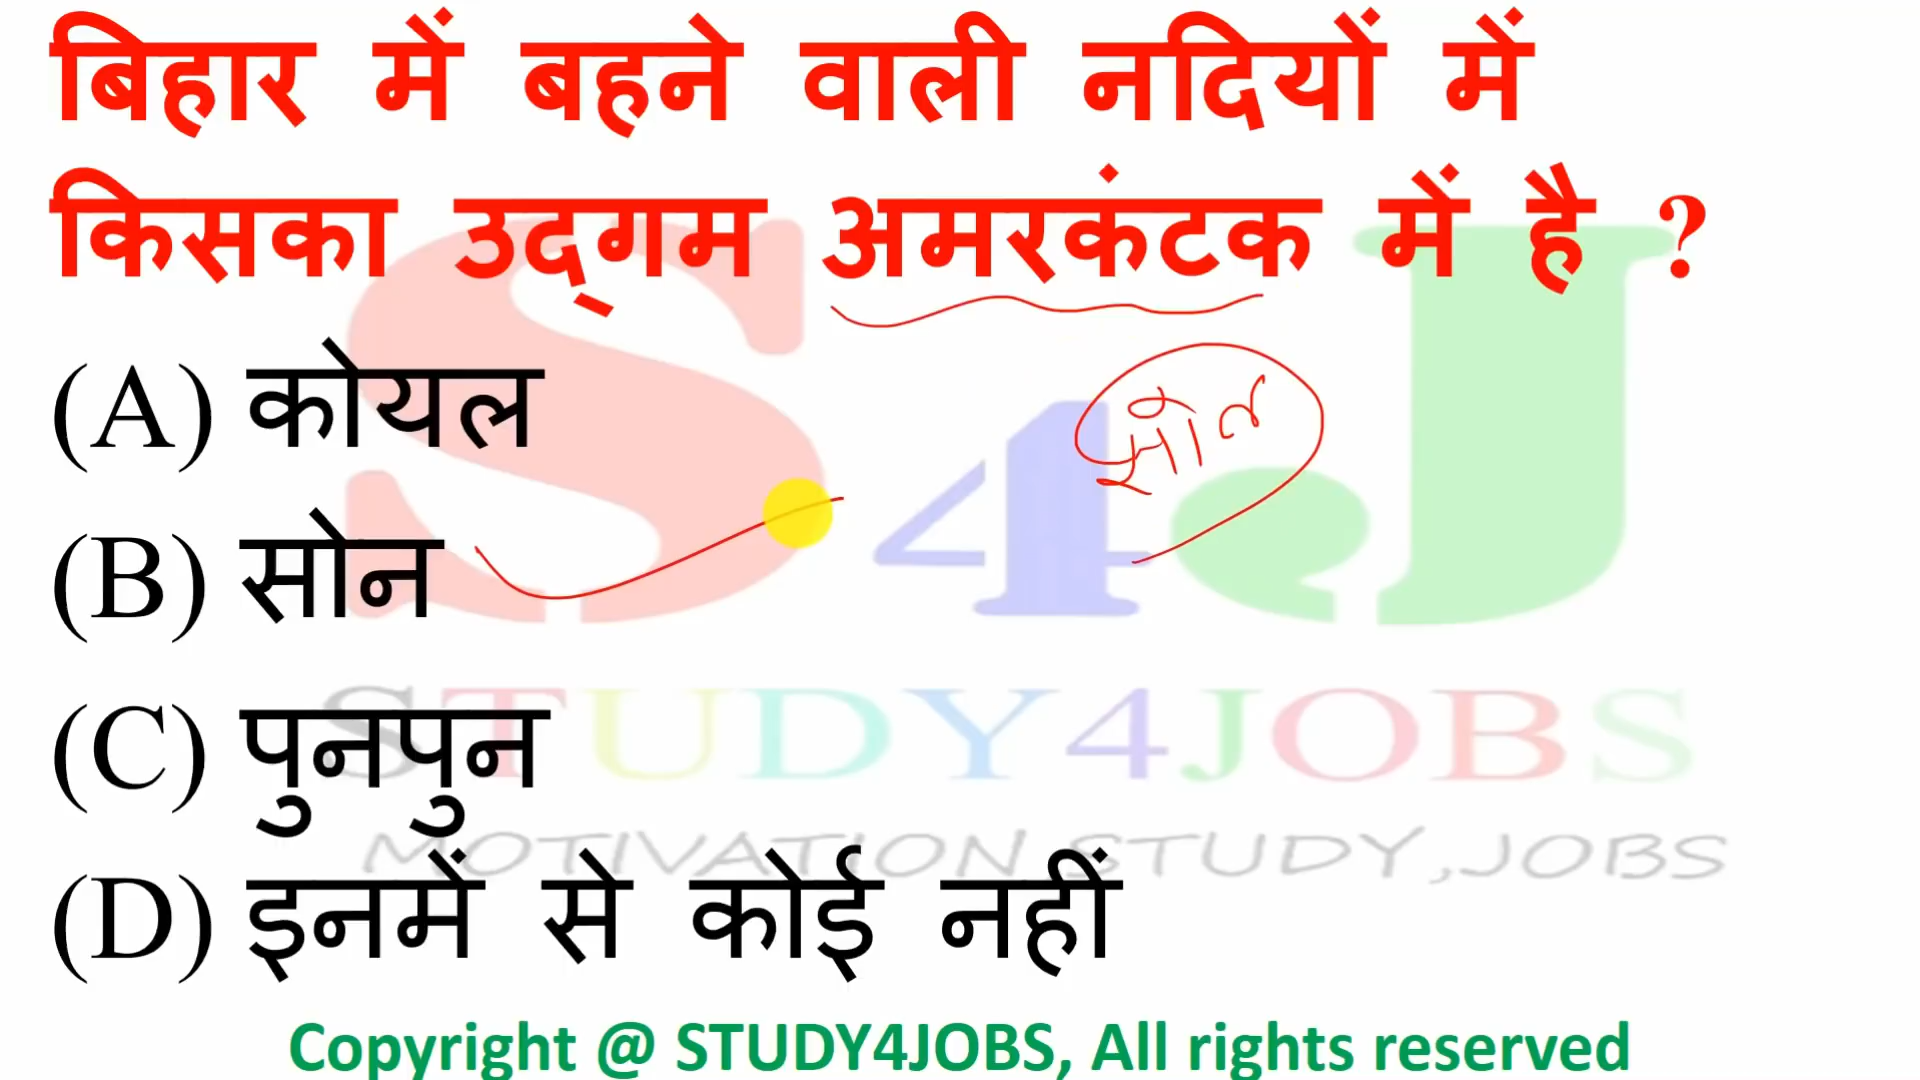 बिहार में बहने वाली नदियों में
किसका उद्गम अमरकंटक में है ?
(A) कोयल
सोन
(B) सोन
(C) पुनपुन
S4J
STUDY4JOBS
MOTIVATION,STUDY,JOBS
(D) इनमें से कोई नहीं
Copyright @ STUDY4JOBS, All rights reserved